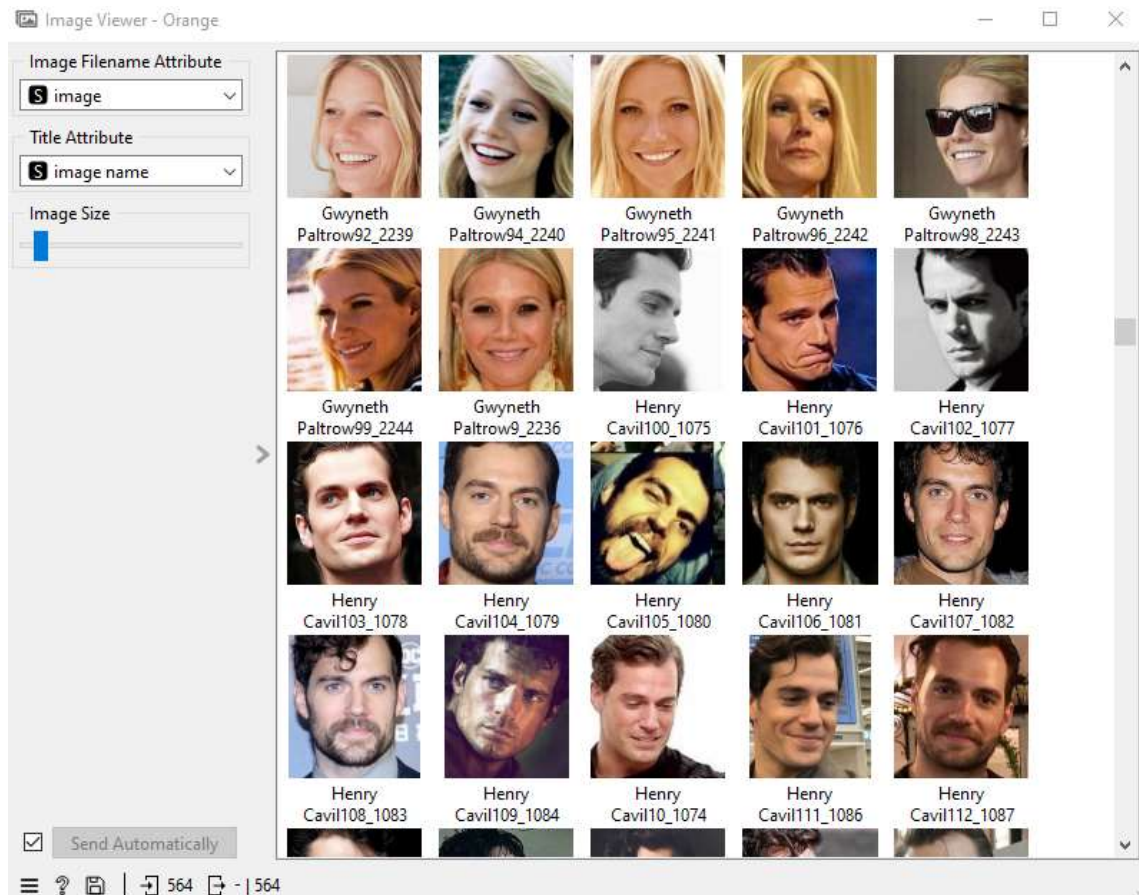 Image Viewer - Orange
Image Filename Attribute
S image
Title Attribute
S image name
Image Size
Gwyneth
Paltrow92_2239
Gwyneth
Paltrow94_2240
Gwyneth
Paltrow95_2241
Gwyneth
Paltrow96_2242
Gwyneth
Paltrow98_2243
Gwyneth
Paltrow99_2244
Gwyneth
Paltrow9_2236
Henry
Cavil100_1075
Henry
Cavil101_1076
Henry
Cavil102_1077
Henry
Cavil103_1078
Henry
Cavil104_1079
Henry
Cavil105_1080
Henry
Cavil106_1081
Henry
Cavil107_1082
Henry
Cavil108_1083
Henry
Cavil109_1084
Henry
Cavil10_1074
Henry
Cavil111_1086
Henry
Cavil112_1087
Send Automatically
? 564 - | 564